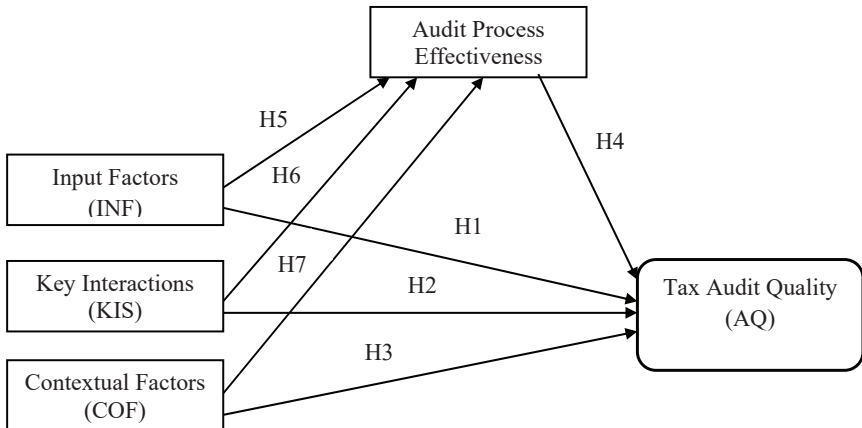 Audit Process
Effectiveness
H5
H4
H6
Input Factors
(INF)
H1
H7
Key Interactions
(KIS)
H2
Tax Audit Quality
(AQ)
H3
Contextual Factors
(COF)